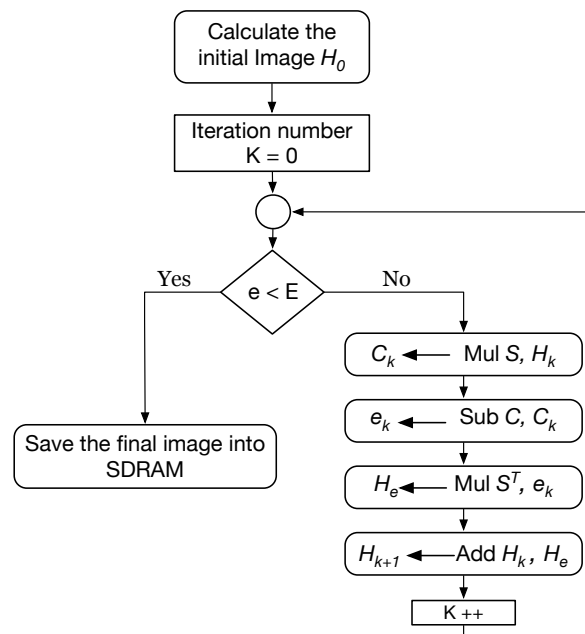 Calculate the
initial Image H₀
Iteration number
K = 0
e < E
Yes
No
Cₖ ← Mul S, Hₖ
eₖ ← Sub C, Cₖ
Save the final image into
SDRAM
Hₑ ← Mul Sᵀ, eₖ
Hₖ₊₁ ← Add Hₖ, Hₑ
K ++